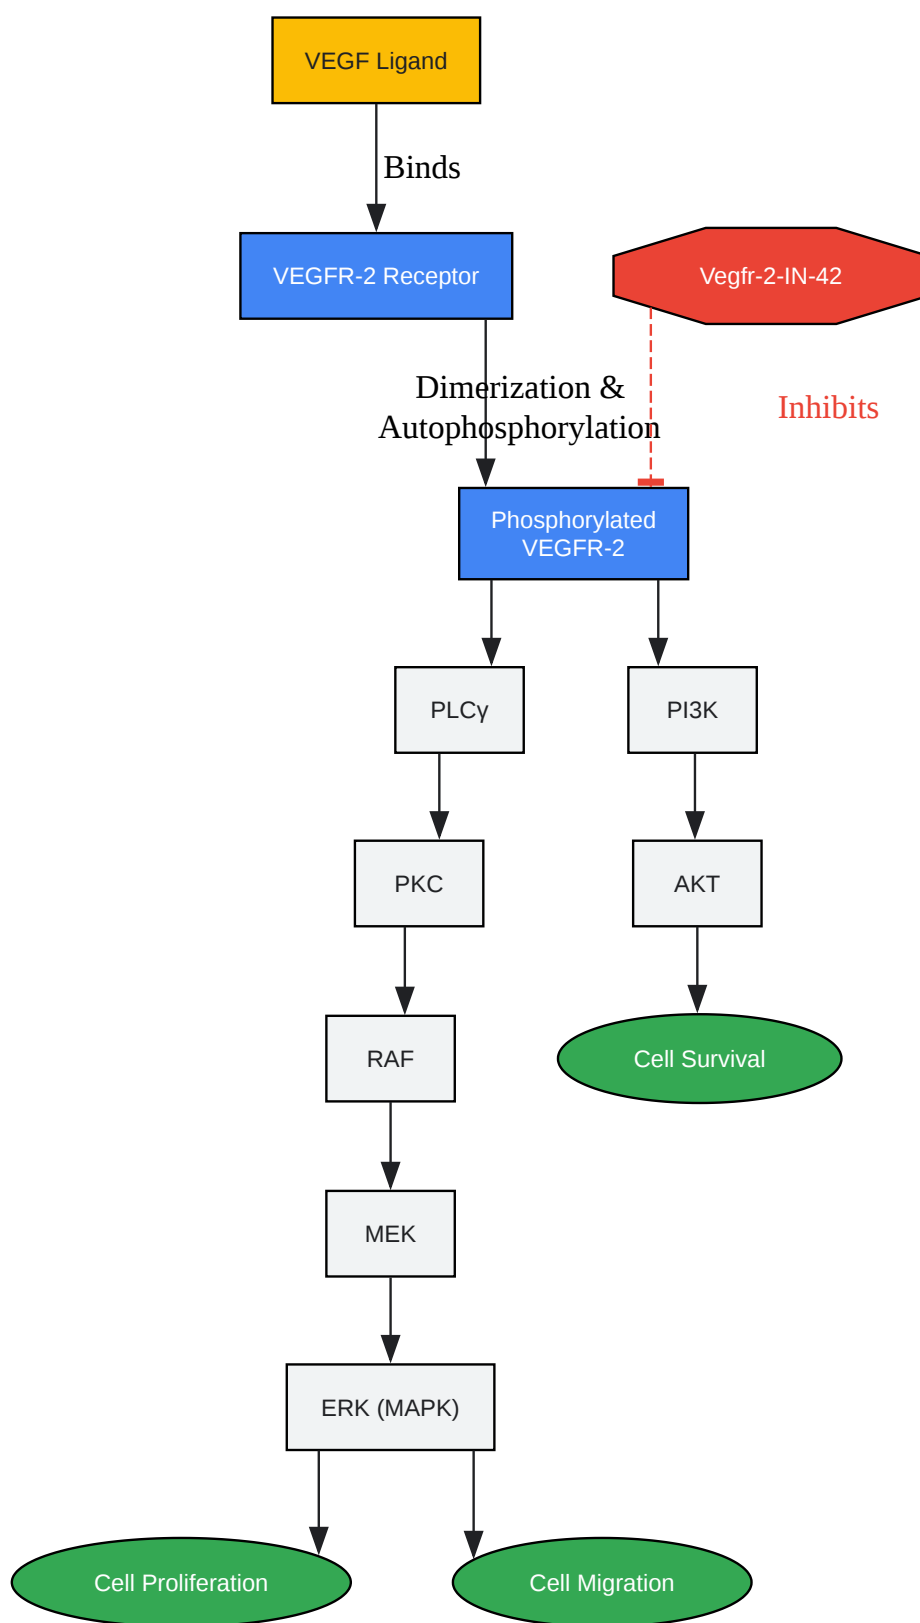 VEGF Ligand
Binds
VEGFR-2 Receptor
Vegfr-2-IN-42
Dimerization &
Autophosphorylation
Inhibits
Phosphorylated
VEGFR-2
PLCγ
PI3K
PKC
AKT
RAF
Cell Survival
MEK
ERK (MAPK)
Cell Proliferation
Cell Migration